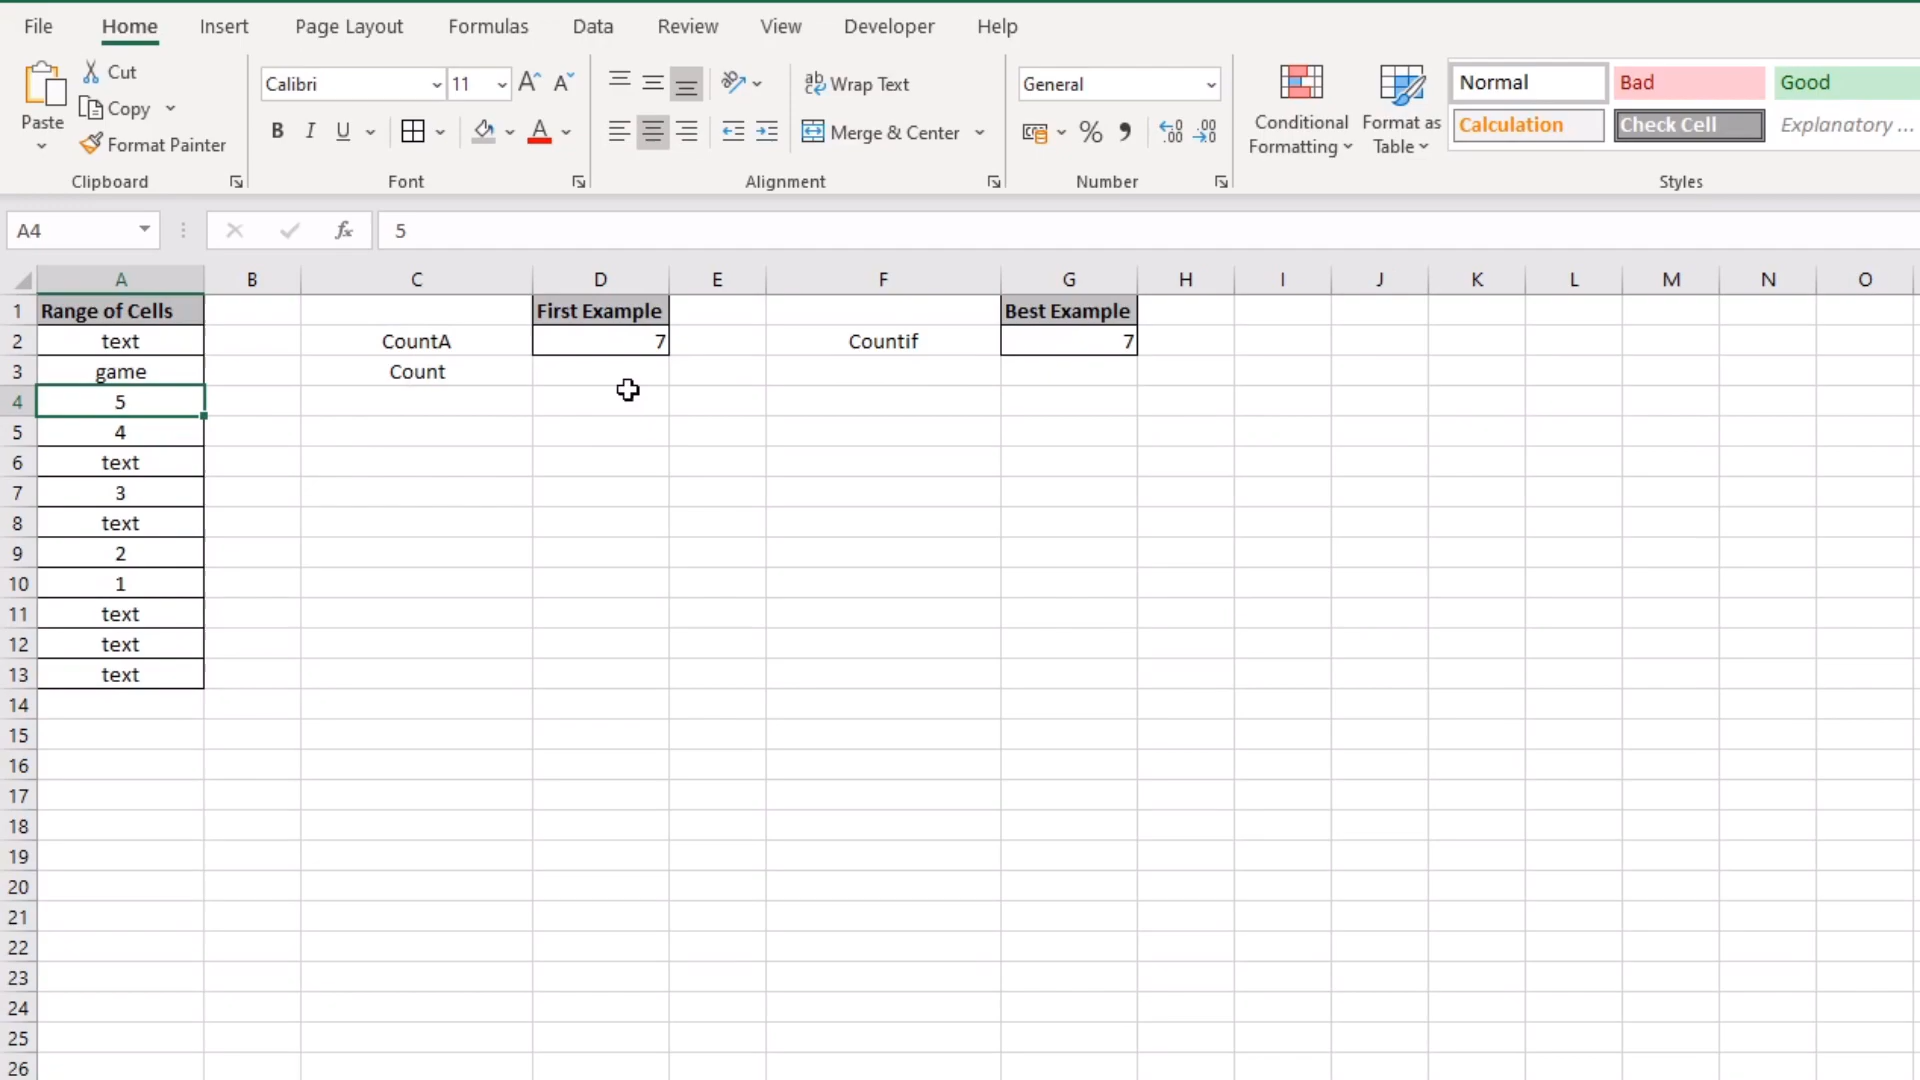 File Home Insert Page Layout Formulas Data Review View Developer Help
Paste
Cut
Copy
Format Painter
Clipboard
Calibri 11
B I U
Font
Wrap Text
Merge & Center
Alignment
General
Number
Conditional Formatting
Format as Table
Normal Bad Good
Calculation Check Cell Explanatory ...
Styles
A4 fx 5
A B C D E F G H I J K L M N O
1 Range of Cells First Example Best Example
2 text CountA 7 Countif 7
3 game Count
4 5
5 4
6 text
7 3
8 text
9 2
10 1
11 text
12 text
13 text
14
15
16
17
18
19
20
21
22
23
24
25
26